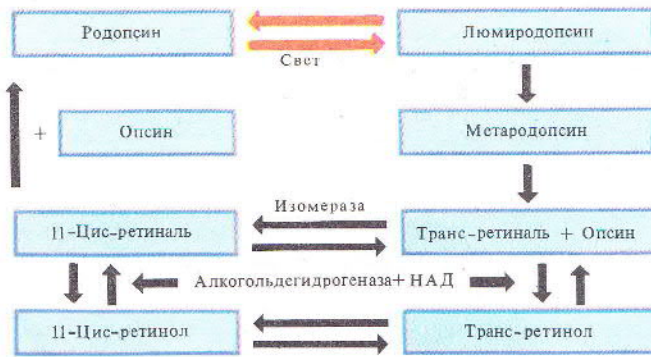 Родопсин
Люмиродопсин
Свет
+
Опсин
Метародопсин
Изомераза
11-Цис-ретиналь
Транс-ретиналь + Опсин
Алкогольдегидрогеназа+НАД
11-Цис-ретинол
Транс-ретинол